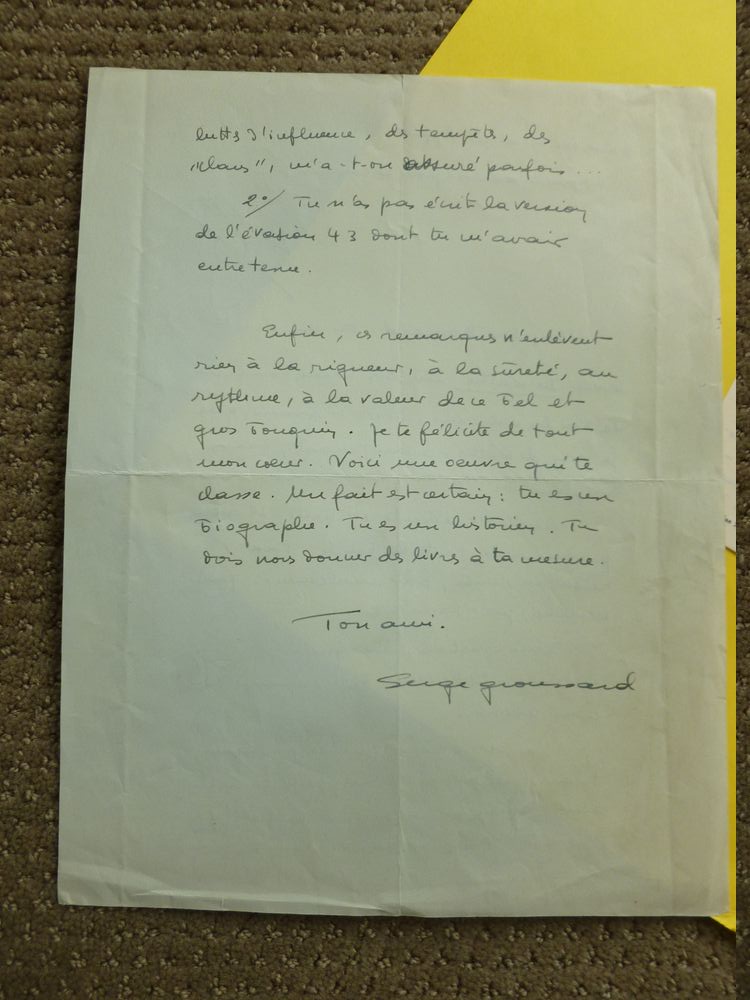 luttes d'influence, des tempêtes, des
"clans", m'a-t-on assuré parfois...
2°/ Tu n'as pas écrit la version
de l'évasion 43 dont tu m'avais
entretenu.
Enfin, ces remarques n'enlèvent
rien à la rigueur, à la sûreté, au
rythme, à la valeur de ce bel et
gros bouquin. Je te félicite de tout
mon coeur. Voici une oeuvre qui te
classe. Un fait est certain : tu es un
biographe. Tu es un historien. Tu
dois nous donner des livres à ta mesure.
Ton ami.
Serge Groussard